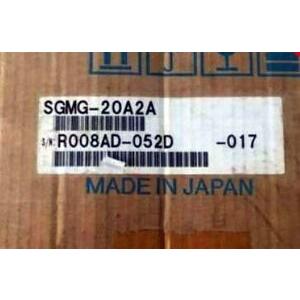 SGMG-20A2A
S/N R008AD-052D -017
MADE IN JAPAN